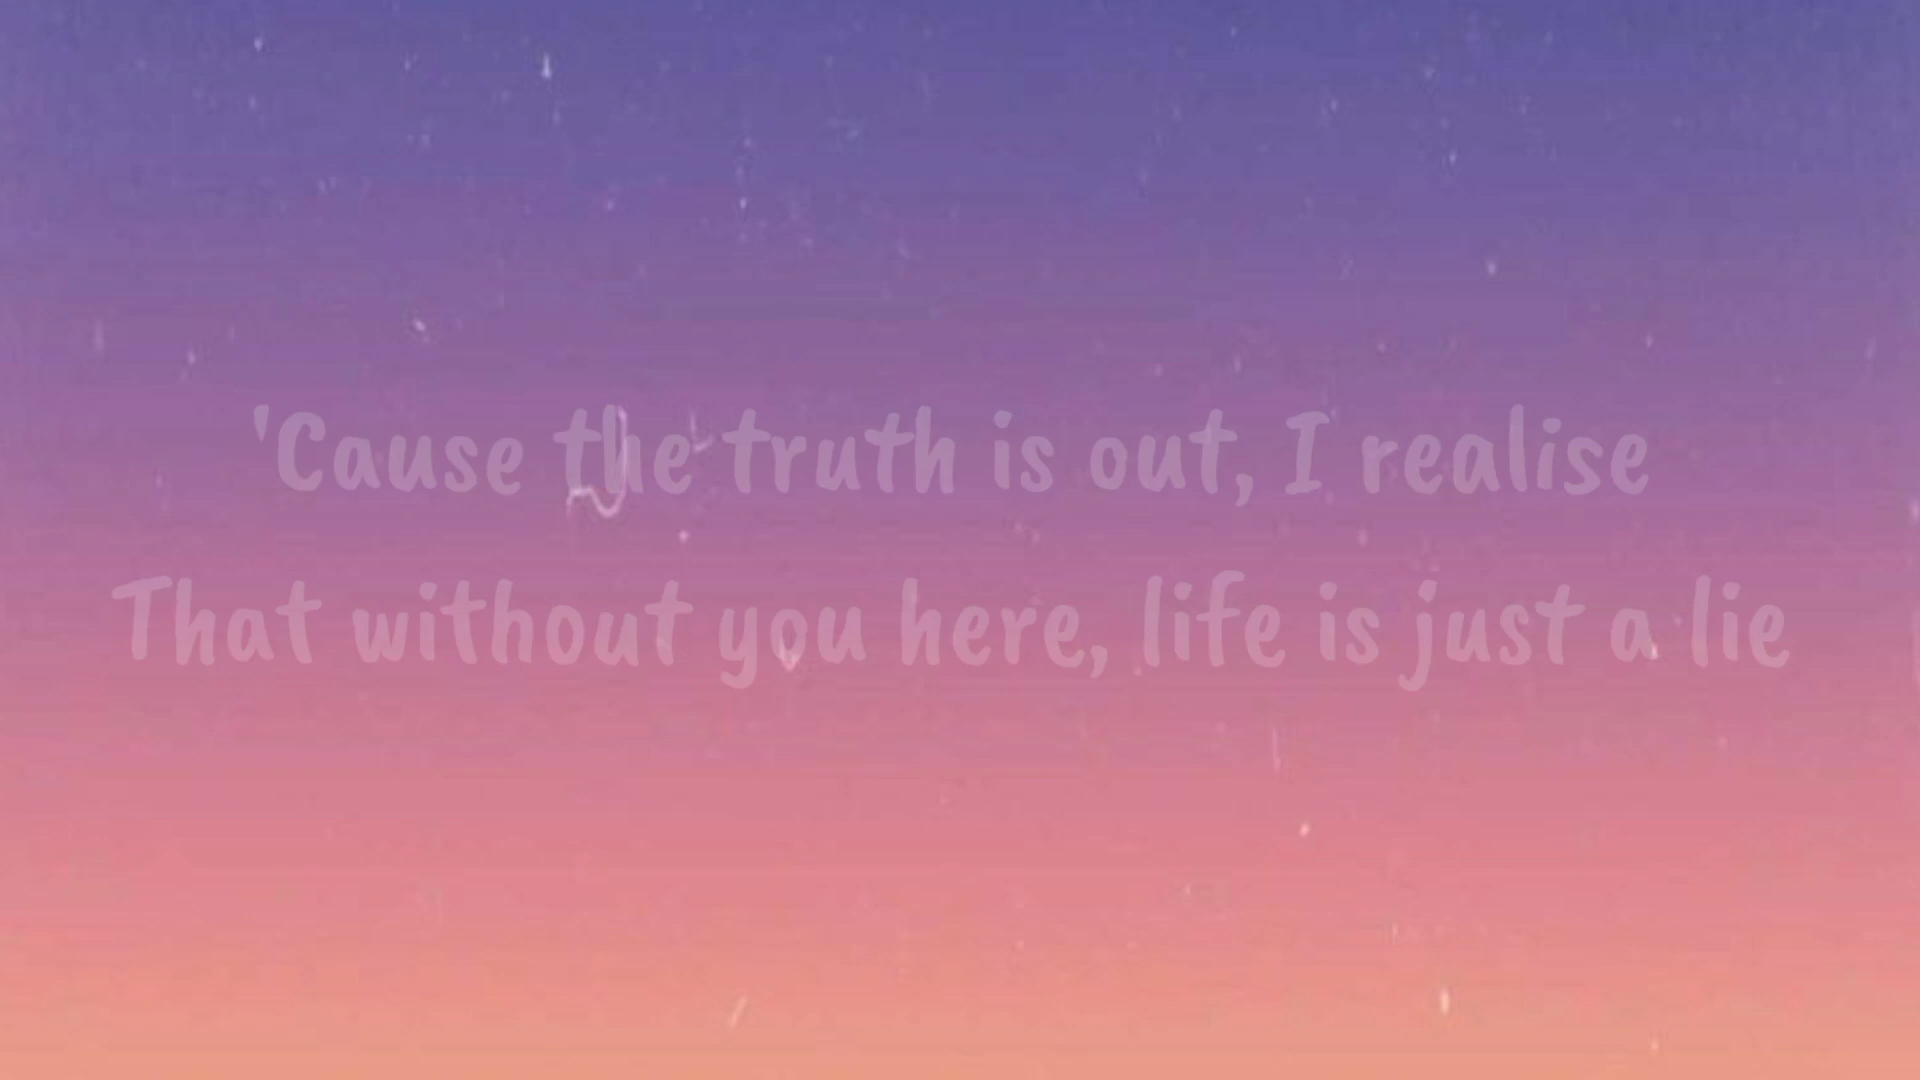 'Cause the truth is out, I realise
That without you here, life is just a lie